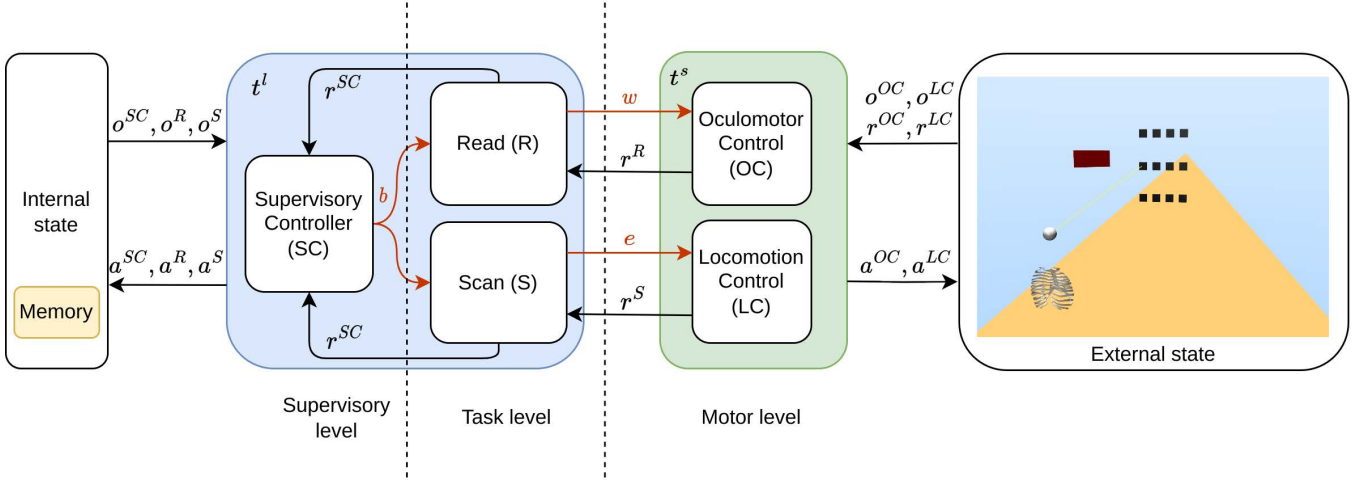 Internal
state
Memory
o^{SC}, o^R, o^S
a^{SC}, a^R, a^S
t^l
r^{SC}
Supervisory
Controller
(SC)
b
r^{SC}
Read (R)
Scan (S)
w
r^R
e
r^S
t^s
Oculomotor
Control
(OC)
Locomotion
Control
(LC)
o^{OC}, o^{LC}
r^{OC}, r^{LC}
a^{OC}, a^{LC}
External state
Supervisory
level
Task level
Motor level